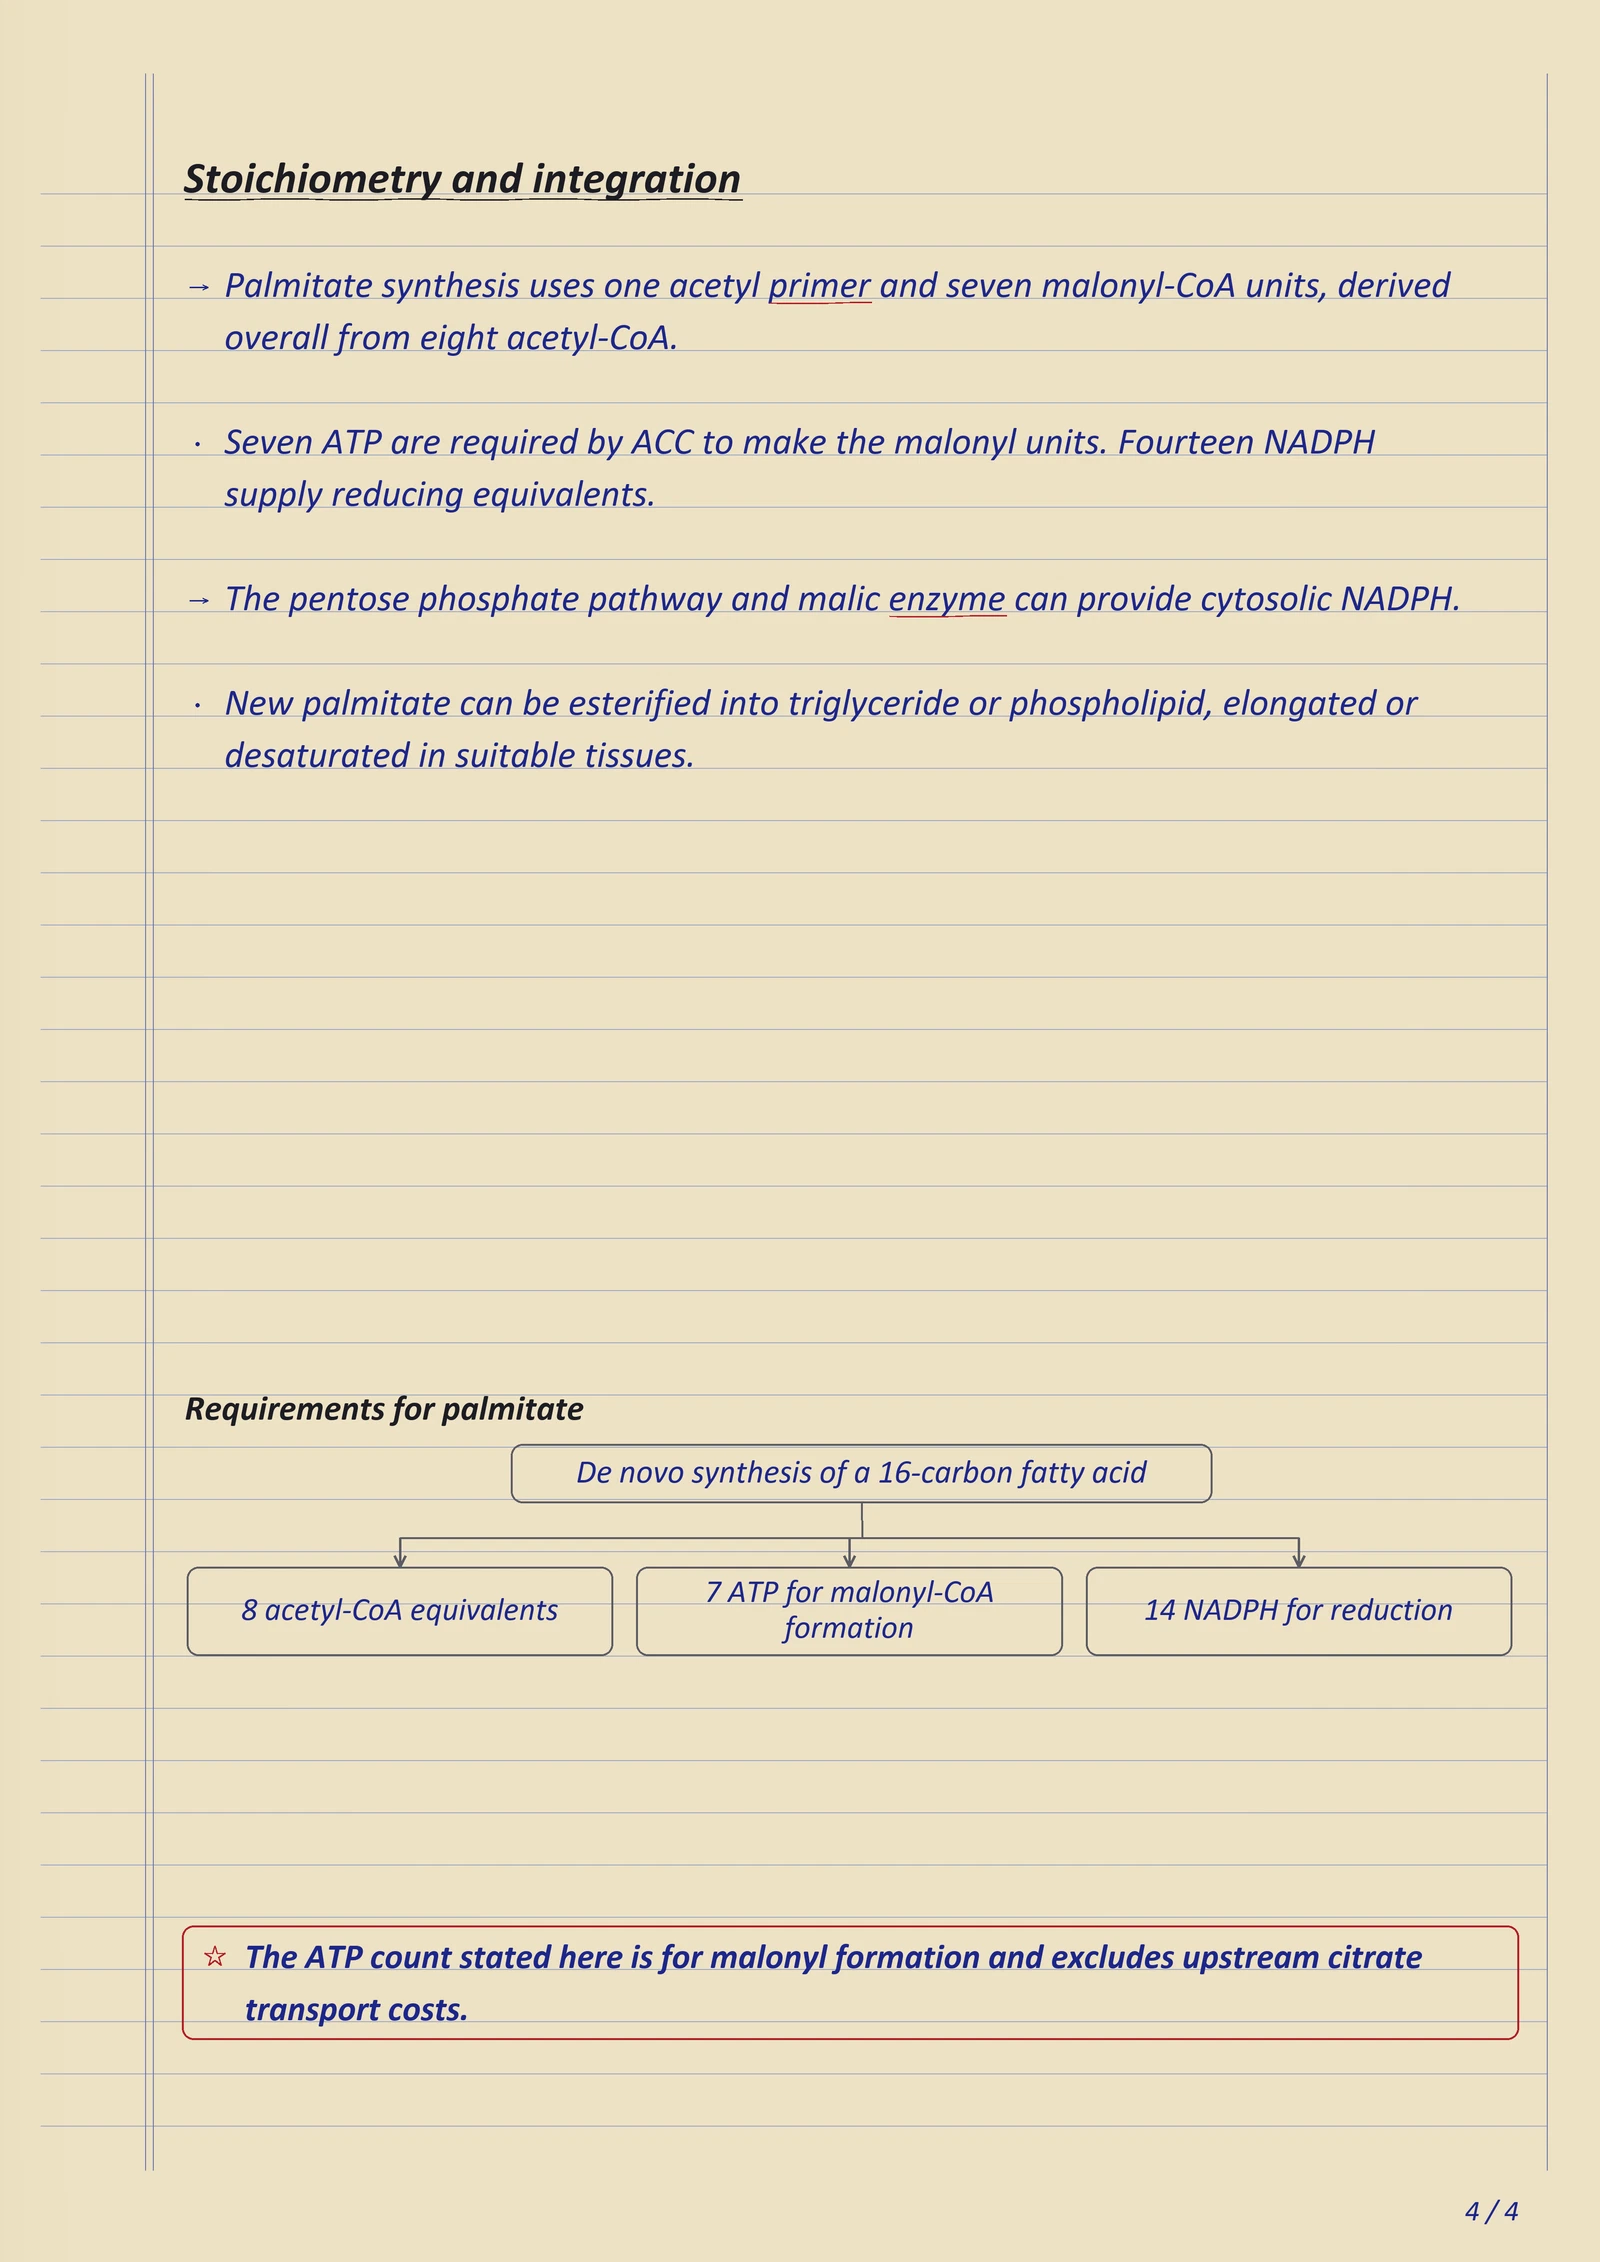 Stoichiometry and integration
→ Palmitate synthesis uses one acetyl primer and seven malonyl-CoA units, derived
overall from eight acetyl-CoA.
· Seven ATP are required by ACC to make the malonyl units. Fourteen NADPH
supply reducing equivalents.
→ The pentose phosphate pathway and malic enzyme can provide cytosolic NADPH.
· New palmitate can be esterified into triglyceride or phospholipid, elongated or
desaturated in suitable tissues.
Requirements for palmitate
De novo synthesis of a 16-carbon fatty acid
8 acetyl-CoA equivalents
7 ATP for malonyl-CoA
formation
14 NADPH for reduction
☆ The ATP count stated here is for malonyl formation and excludes upstream citrate
transport costs.
4 / 4